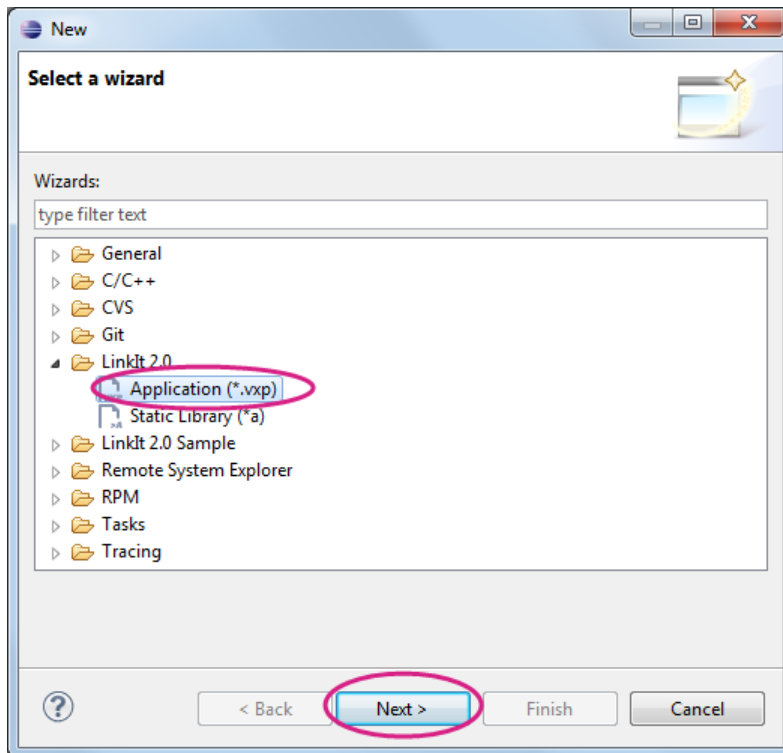 New
Select a wizard
Wizards:
type filter text
General
C/C++
CVS
Git
LinkIt 2.0
Application (*.vxp)
Static Library (*a)
LinkIt 2.0 Sample
Remote System Explorer
RPM
Tasks
Tracing
? < Back Next > Finish Cancel